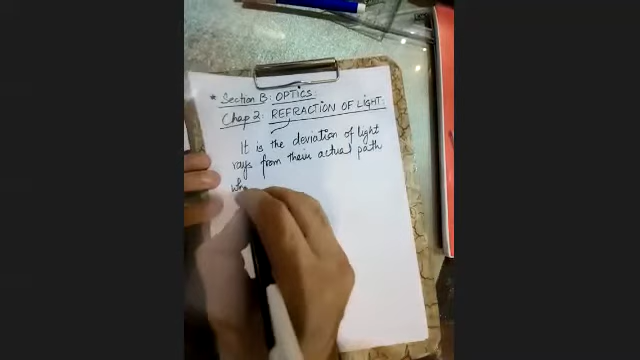 * Section B: OPTICS:
Chap 2: REFRACTION OF LIGHT:
It is the deviation of light
rays from their actual path